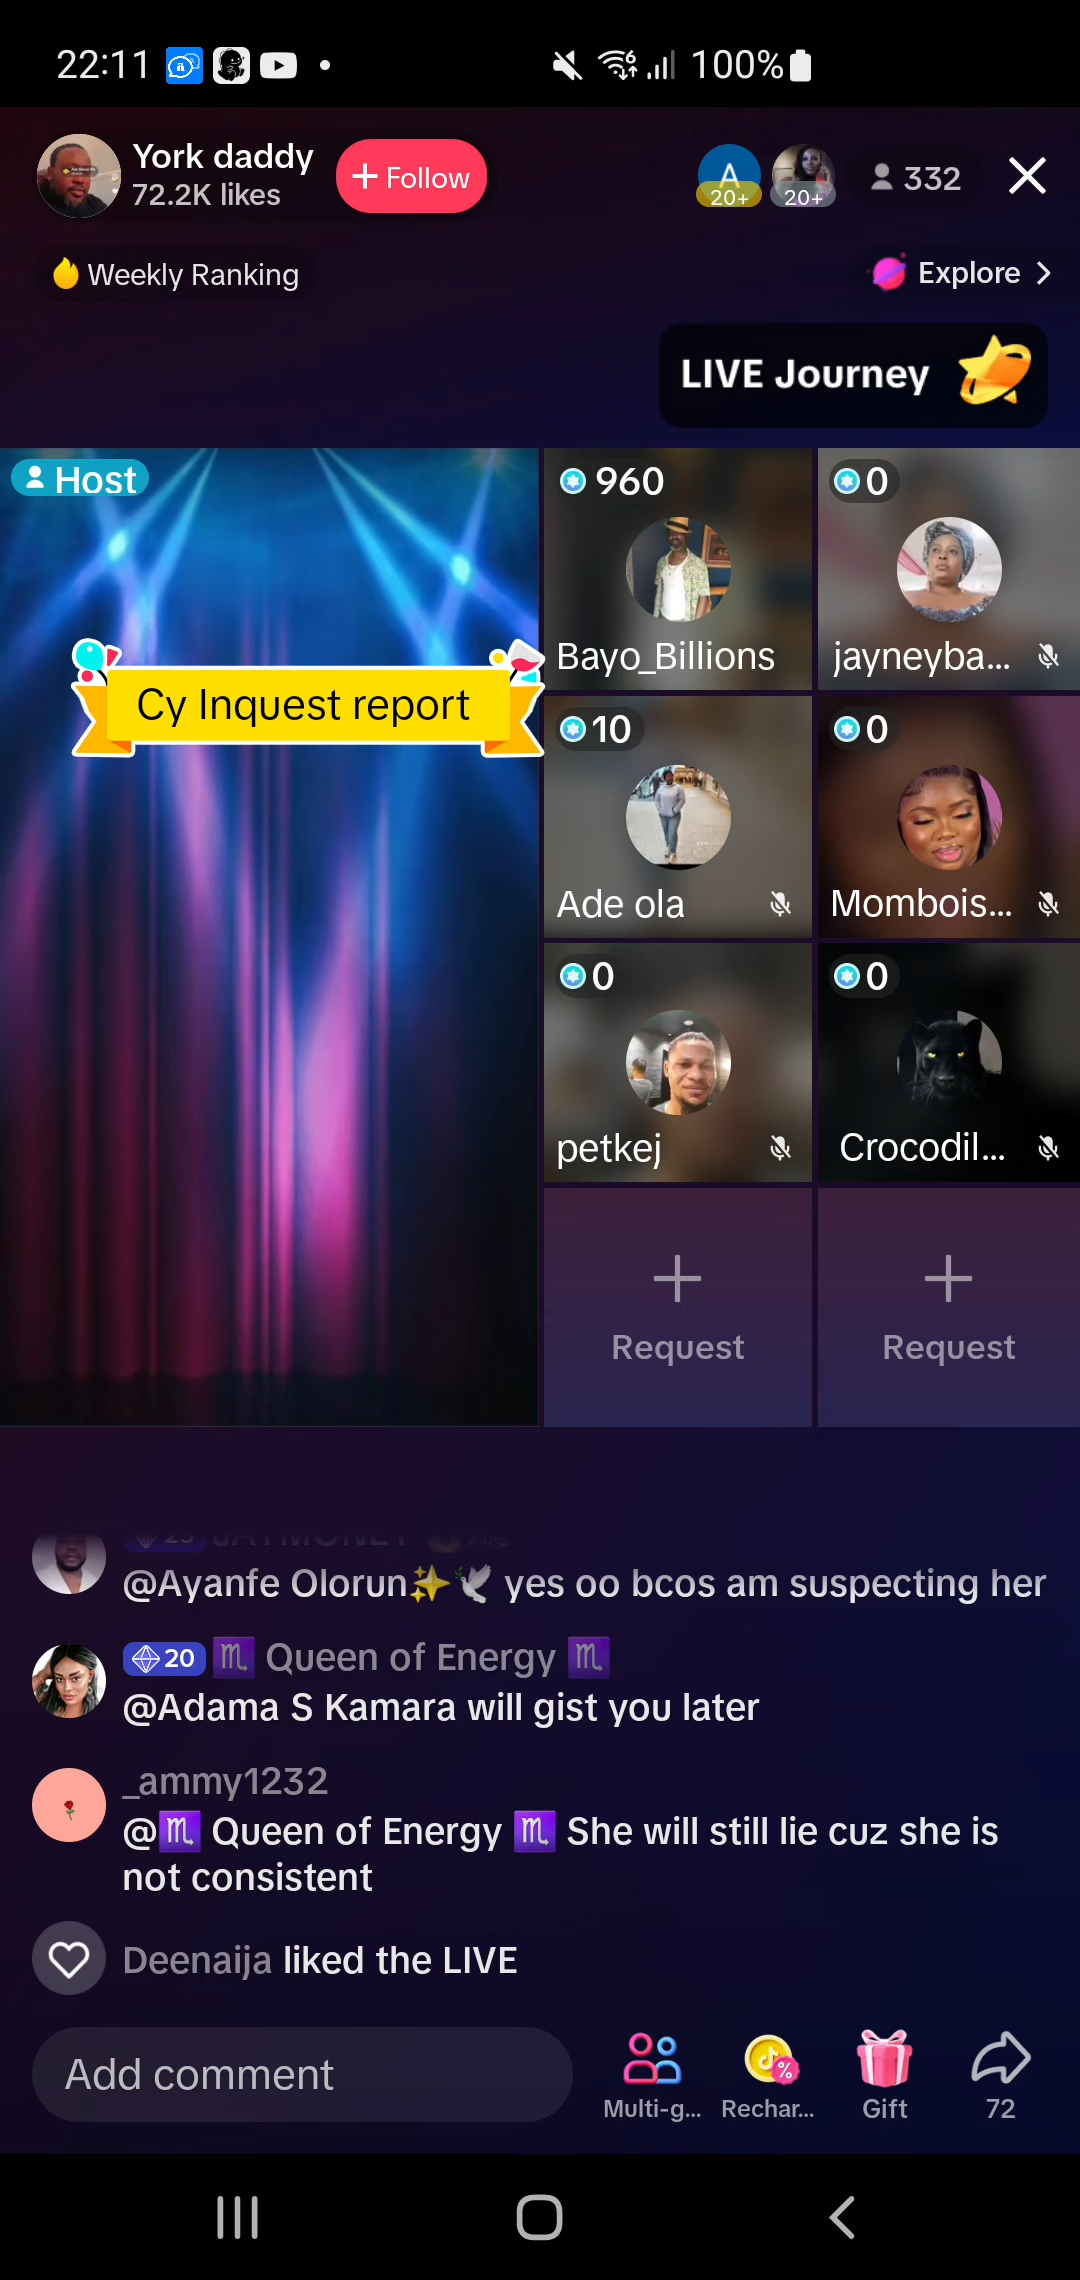 22:11
100%
York daddy
72.2K likes
+ Follow
A
20+
20+
332
Weekly Ranking
Explore
LIVE Journey
Host
Cy Inquest report
960
Bayo_Billions
0
jayneyba...
10
Ade ola
0
Mombois...
0
petkej
0
Crocodil...
Request
Request
@Ayanfe Olorun✨🕊 yes oo bcos am suspecting her
20 ♏ Queen of Energy ♏
@Adama S Kamara will gist you later
_ammy1232
@♏ Queen of Energy ♏ She will still lie cuz she is
not consistent
Deenaija liked the LIVE
Add comment
Multi-g...
Rechar...
Gift
72